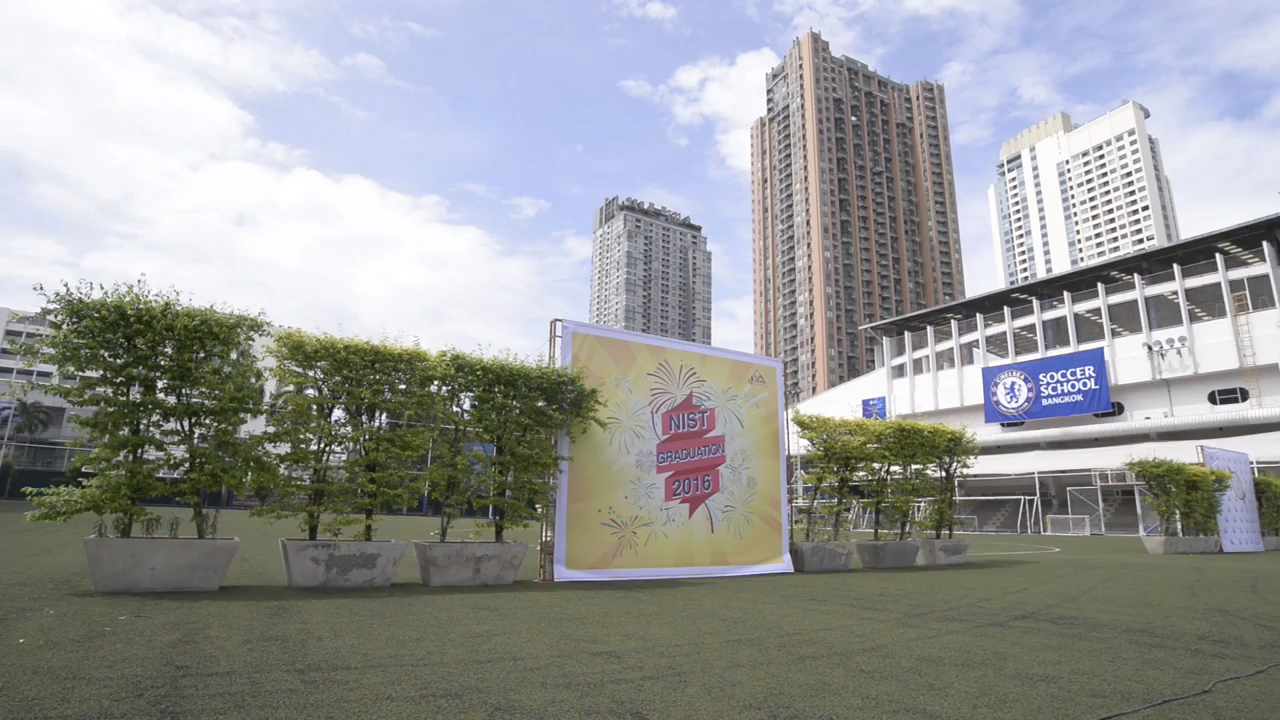 NIST
GRADUATION
2016
CHELSEA
SOCCER
SCHOOL
BANGKOK